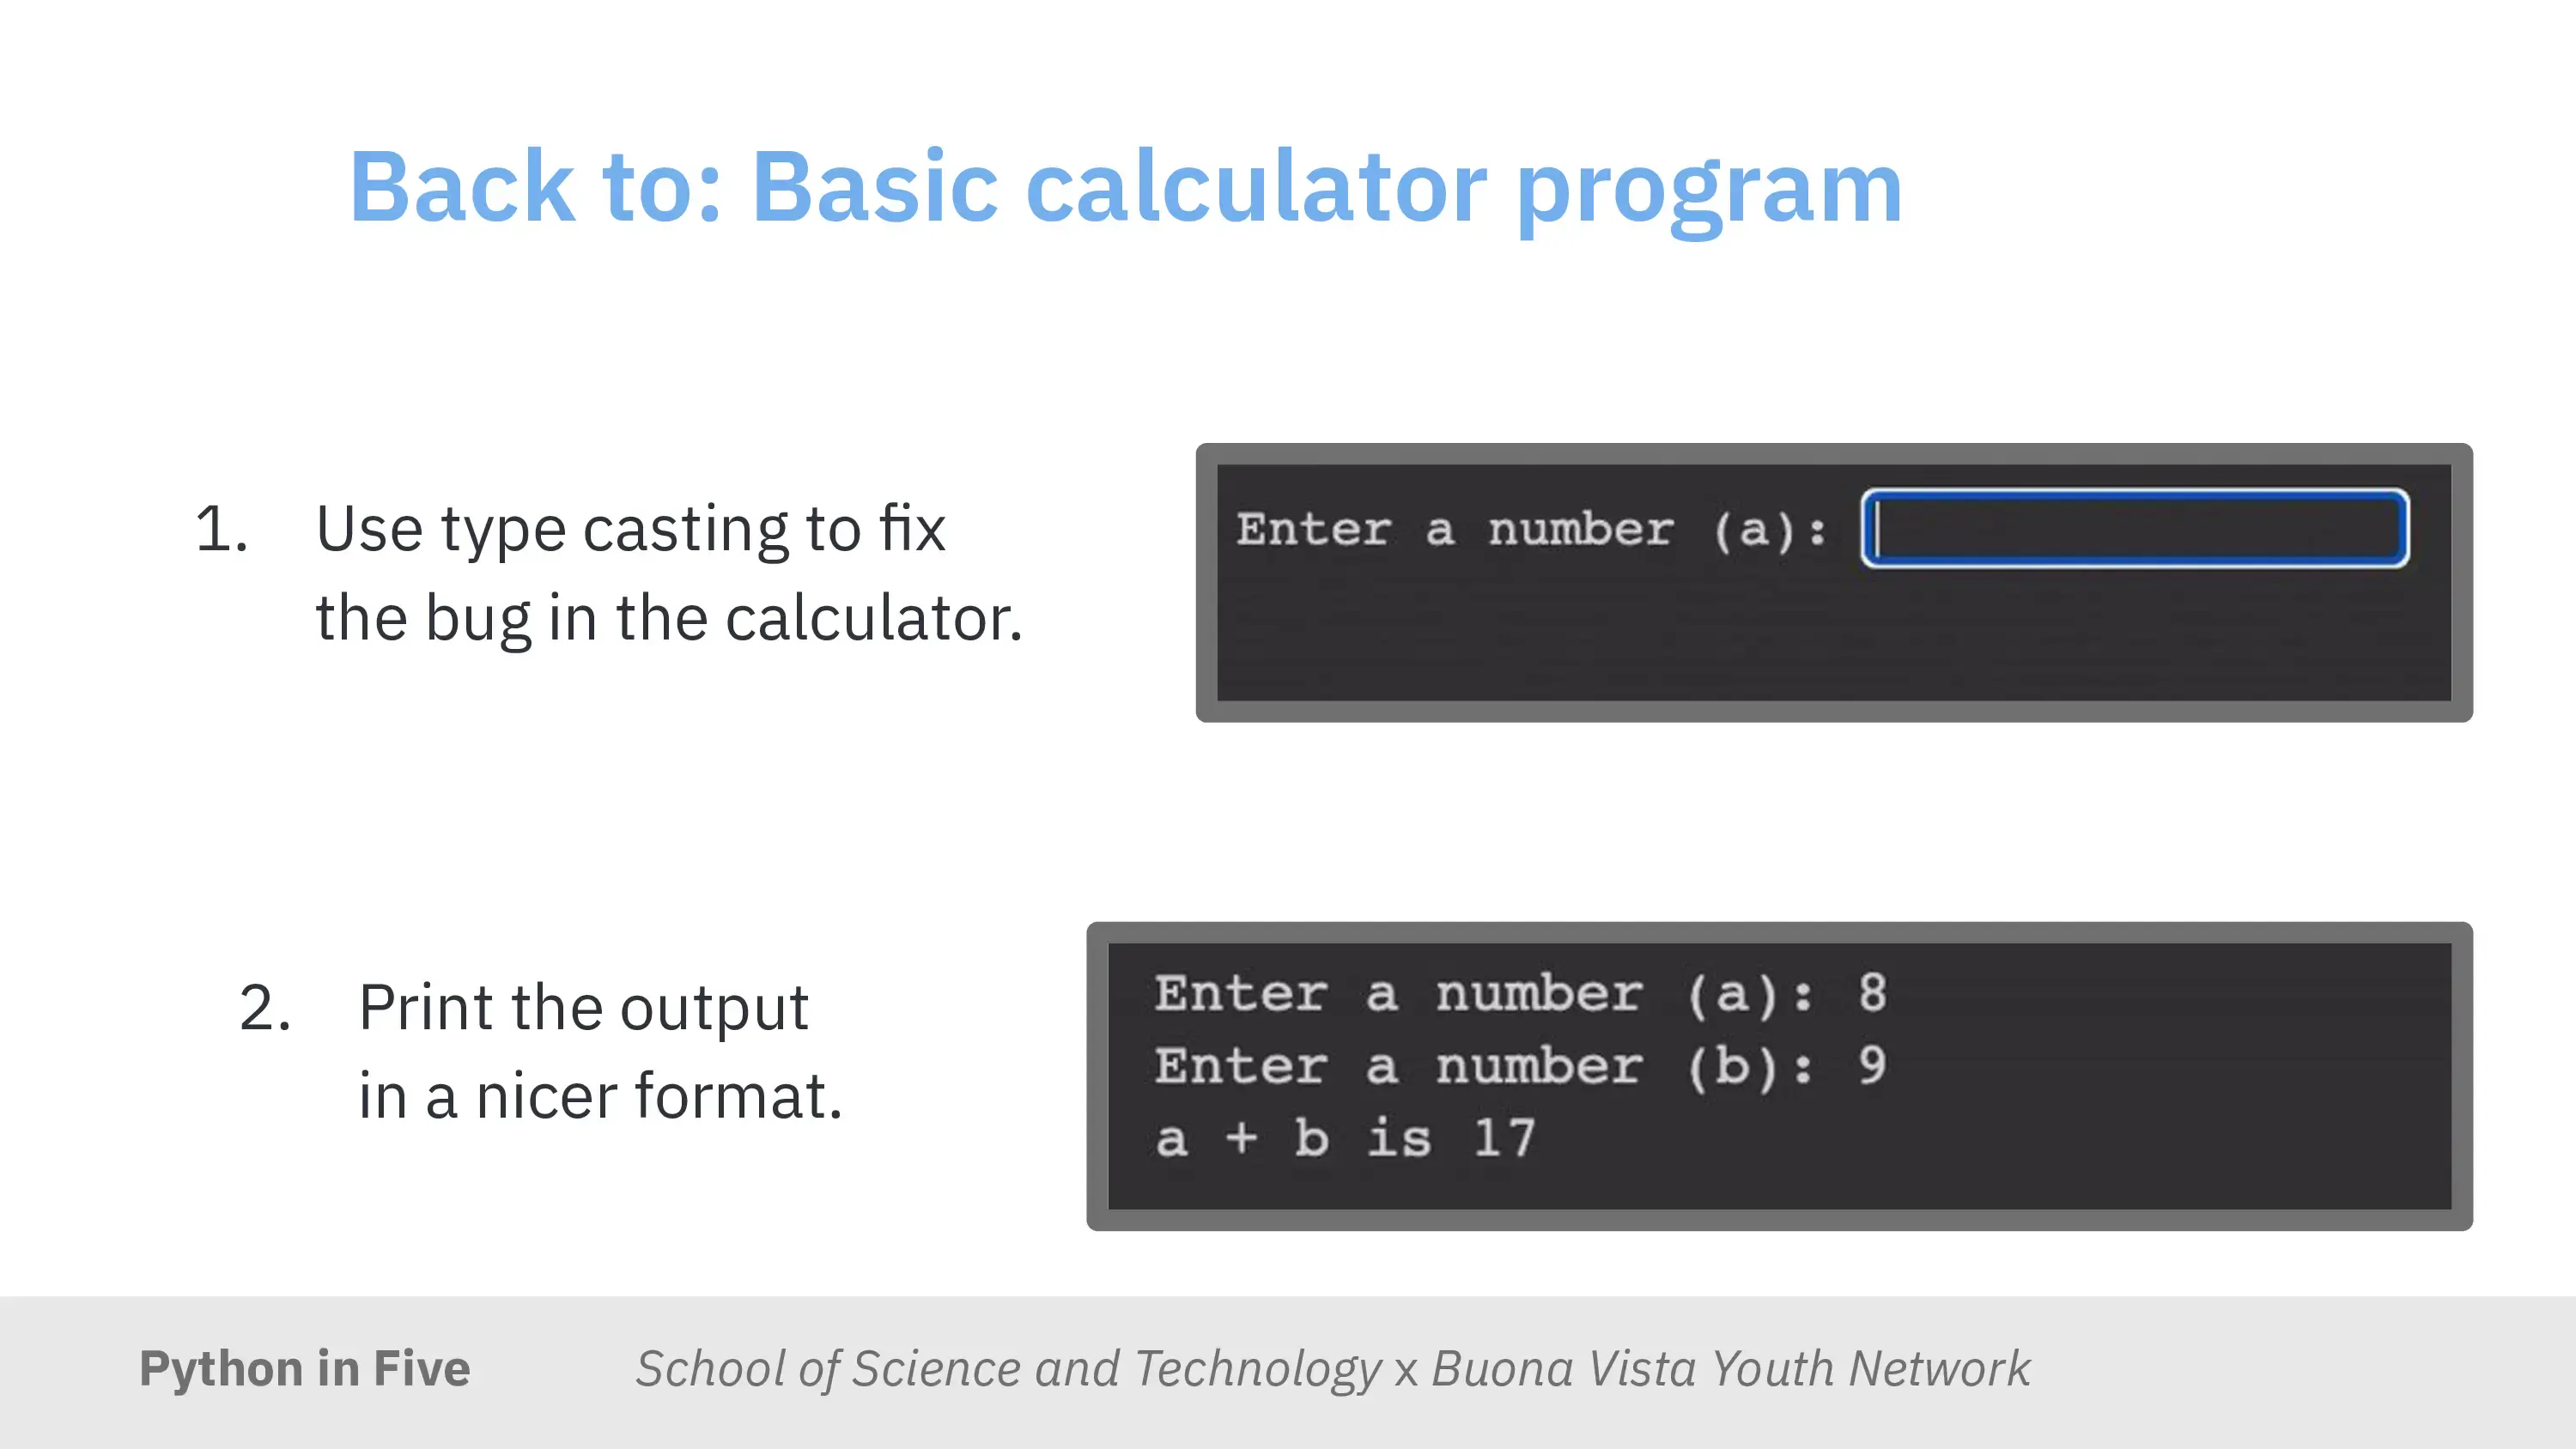 Back to: Basic calculator program
1. Use type casting to fix
the bug in the calculator.
Enter a number (a):
2. Print the output
in a nicer format.
Enter a number (a): 8
Enter a number (b): 9
a + b is 17
Python in Five
School of Science and Technology x Buona Vista Youth Network